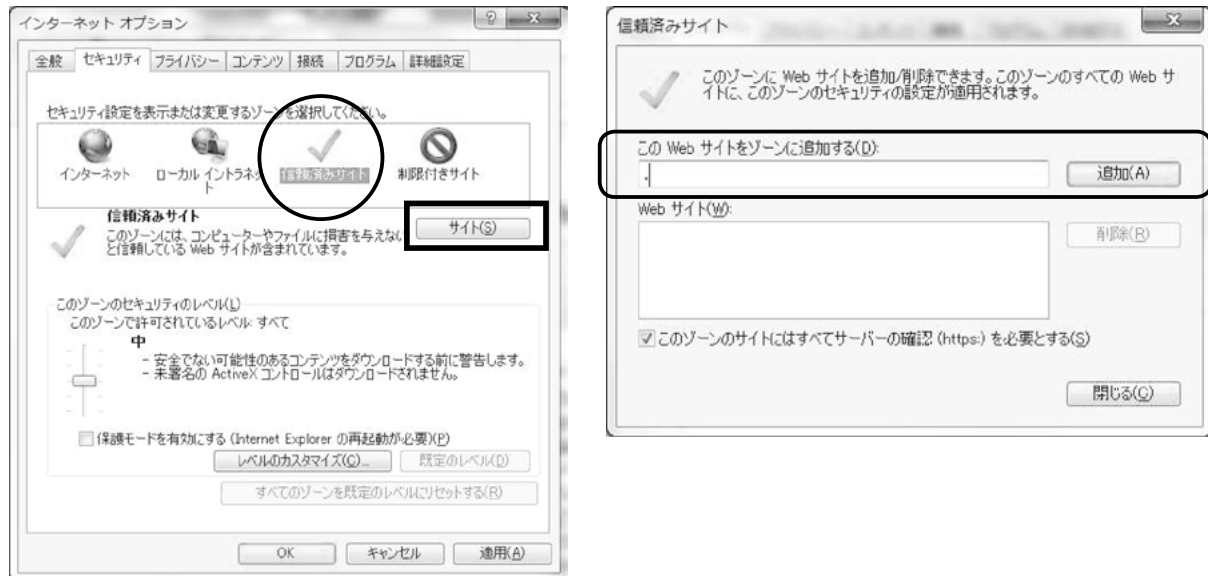 インターネット オプション
全般 セキュリティ プライバシー コンテンツ 接続 プログラム 詳細設定
セキュリティ設定を表示または変更するゾーンを選択してください。
インターネット
ローカル イントラネッ
ト
信頼済みサイト
制限付きサイト
信頼済みサイト
このゾーンには、コンピューターやファイルに損害を与えない
と信頼している Web サイトが含まれています。
サイト(S)
このゾーンのセキュリティのレベル(L)
このゾーンで許可されているレベル: すべて
中
- 安全でない可能性のあるコンテンツをダウンロードする前に警告します。
- 未署名の ActiveX コントロールはダウンロードされません。
保護モードを有効にする (Internet Explorer の再起動が必要)(P)
レベルのカスタマイズ(C)... 既定のレベル(D)
すべてのゾーンを既定のレベルにリセットする(R)
OK キャンセル 適用(A)
信頼済みサイト
このゾーンに Web サイトを追加/削除できます。このゾーンのすべての Web サ
イトに、このゾーンのセキュリティの設定が適用されます。
この Web サイトをゾーンに追加する(D):
.
追加(A)
Web サイト(W):
削除(R)
このゾーンのサイトにはすべてサーバーの確認 (https:) を必要とする(S)
閉じる(C)